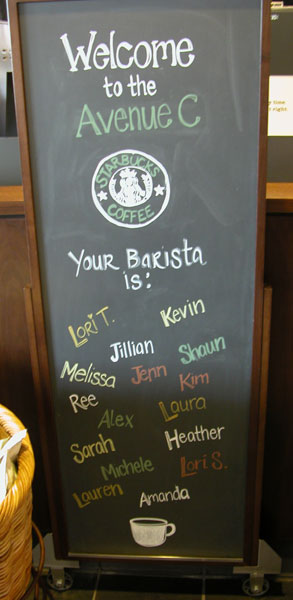 Welcome
to the
Avenue C
STARBUCKS
COFFEE
Your Barista
is:
Lori T.
Kevin
Jillian
Shaun
Melissa
Jenn
Kim
Ree
Laura
Alex
Heather
Sarah
Michele
Lori S.
Lauren
Amanda